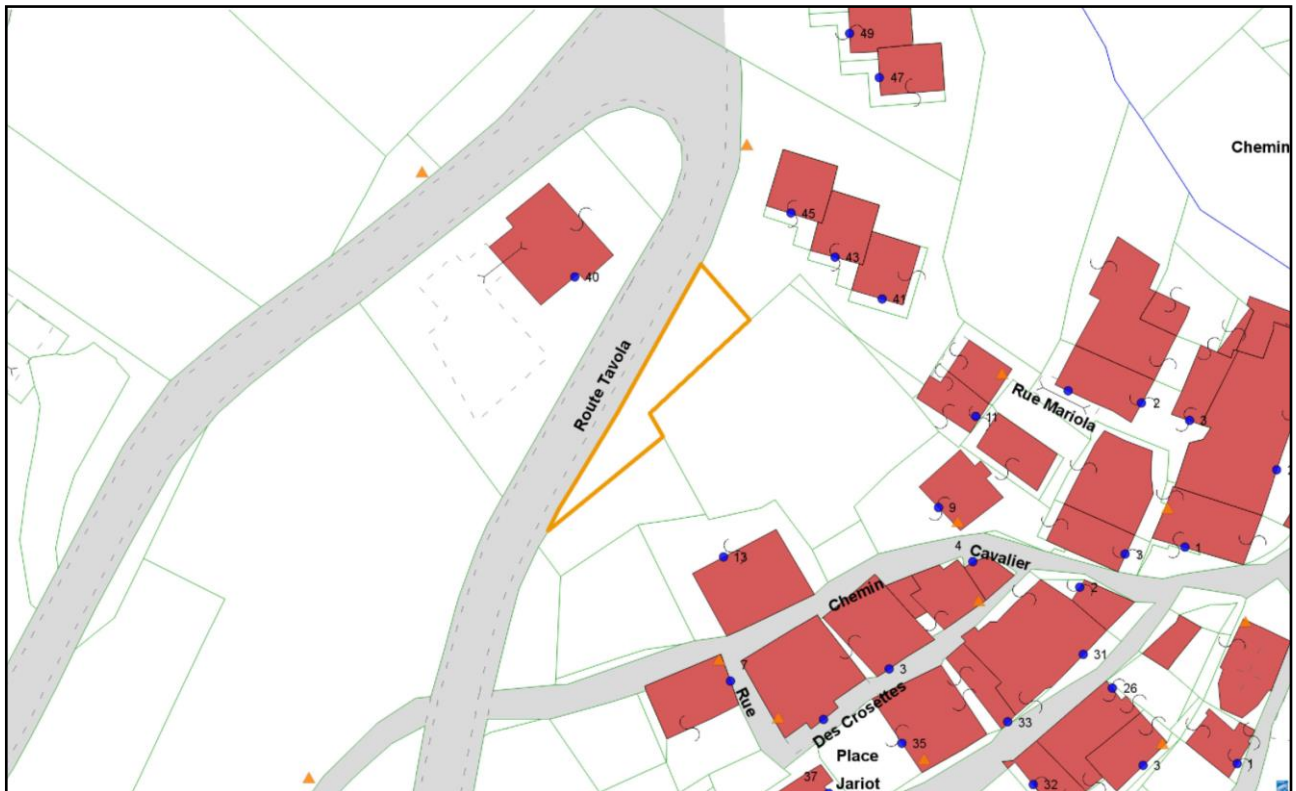 49
47
Chemin
45
43
41
40
Route Tavola
Rue Mariola
2
3
11
9
4
Cavalier
3
1
13
Chemin
2
7
3
31
Rue
Des Crosettes
26
33
35
Place
3
1
37
Jariot
32